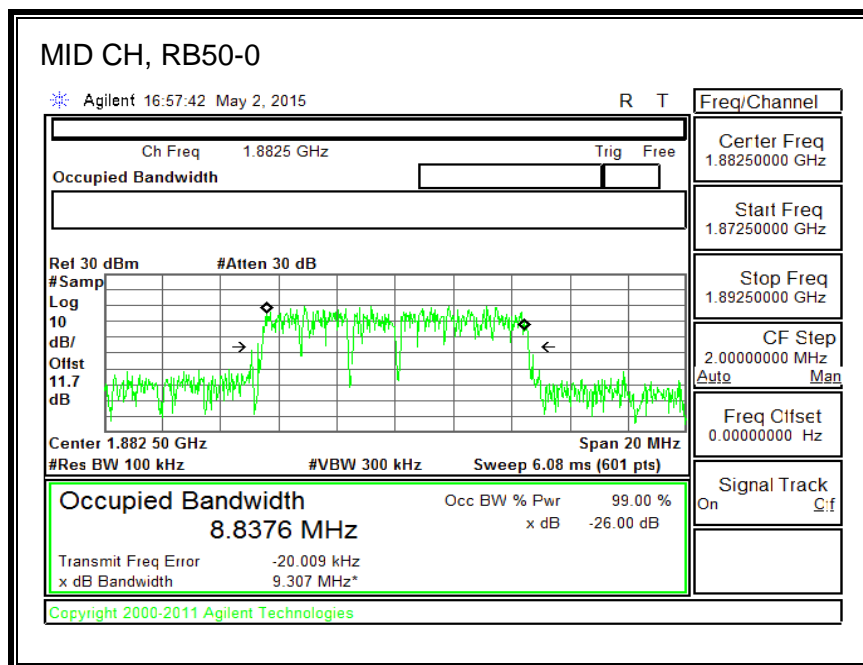 MID CH, RB50-0
Agilent 16:57:42 May 2, 2015 R T
Freq/Channel
Ch Freq 1.8825 GHz Trig Free
Occupied Bandwidth
Center Freq
1.88250000 GHz
Start Freq
1.87250000 GHz
Stop Freq
1.89250000 GHz
CF Step
2.00000000 MHz
Auto Man
Freq Offset
0.00000000 Hz
Signal Track
On Off
Ref 30 dBm #Atten 30 dB
#Samp
Log
10
dB/
Offst
11.7
dB
Center 1.882 50 GHz Span 20 MHz
#Res BW 100 kHz #VBW 300 kHz Sweep 6.08 ms (601 pts)
Occupied Bandwidth
8.8376 MHz
Occ BW % Pwr 99.00 %
x dB -26.00 dB
Transmit Freq Error -20.009 kHz
x dB Bandwidth 9.307 MHz*
Copyright 2000-2011 Agilent Technologies